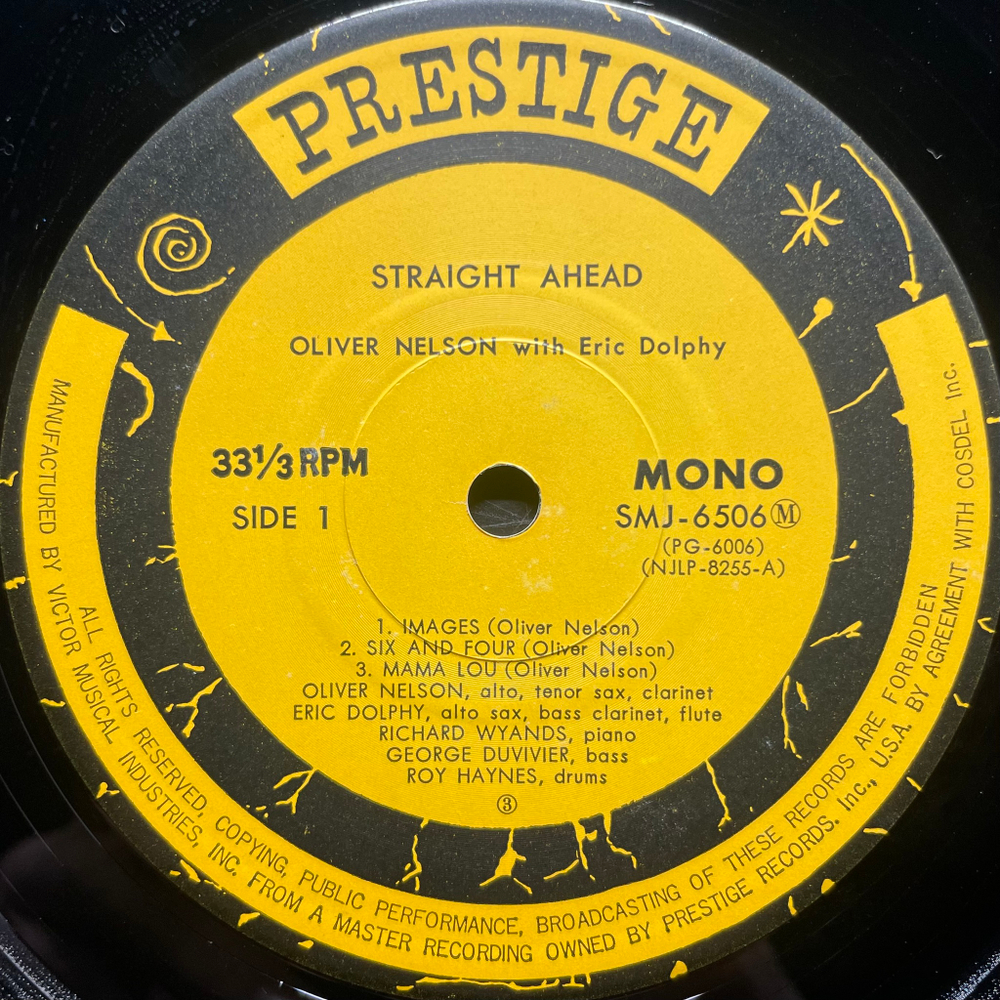 PRESTIGE
STRAIGHT AHEAD
OLIVER NELSON with Eric Dolphy
33 1/3 RPM
SIDE 1
MONO
SMJ-6506 Ⓜ
(PG-6006)
(NJLP-8255-A)
1. IMAGES (Oliver Nelson)
2. SIX AND FOUR (Oliver Nelson)
3. MAMA LOU (Oliver Nelson)
OLIVER NELSON, alto, tenor sax, clarinet
ERIC DOLPHY, alto sax, bass clarinet, flute
RICHARD WYANDS, piano
GEORGE DUVIVIER, bass
ROY HAYNES, drums
③
ALL RIGHTS RESERVED, COPYING, PUBLIC PERFORMANCE, BROADCASTING OF THESE RECORDS ARE FORBIDDEN
MANUFACTURED BY VICTOR MUSICAL INDUSTRIES, INC. FROM A MASTER RECORDING OWNED BY PRESTIGE RECORDS. Inc., U.S.A. BY AGREEMENT WITH COSDEL Inc.